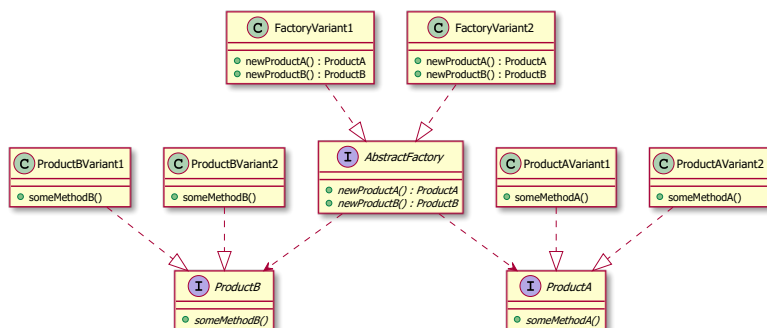 C FactoryVariant1
newProductA() : ProductA
newProductB() : ProductB
C FactoryVariant2
newProductA() : ProductA
newProductB() : ProductB
C ProductBVariant1
someMethodB()
C ProductBVariant2
someMethodB()
I AbstractFactory
newProductA() : ProductA
newProductB() : ProductB
C ProductAVariant1
someMethodA()
C ProductAVariant2
someMethodA()
I ProductB
someMethodB()
I ProductA
someMethodA()